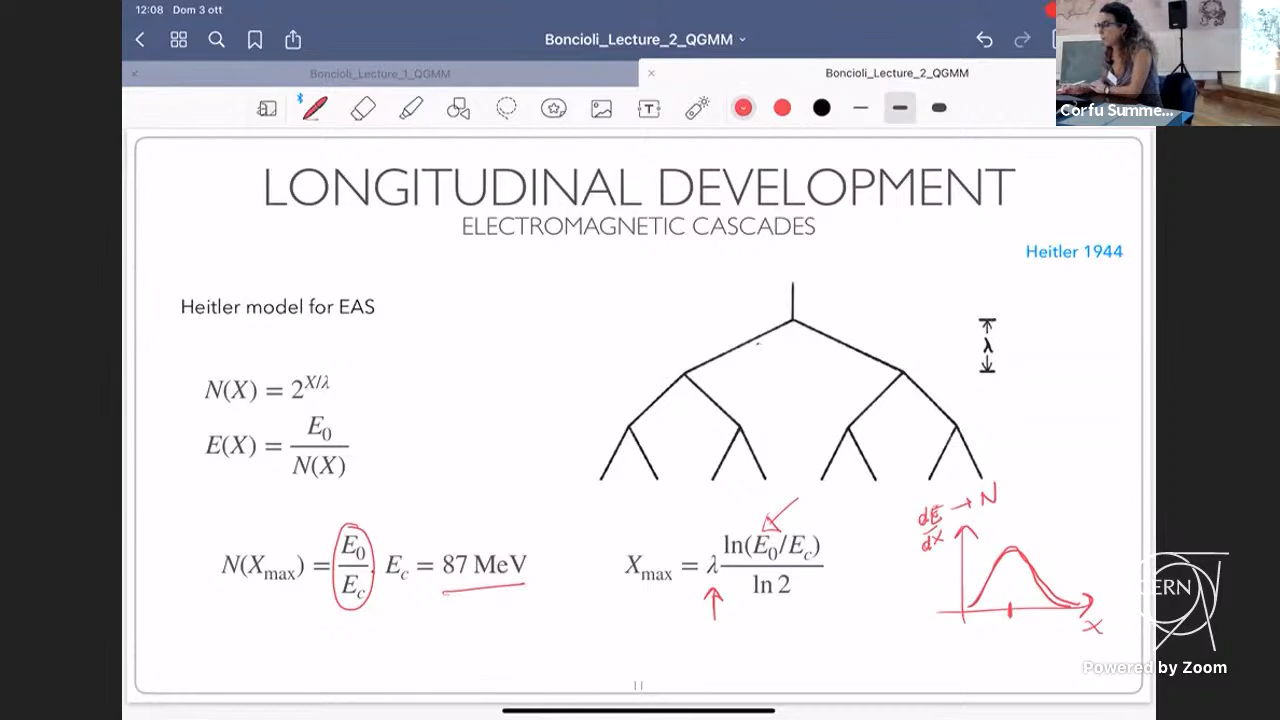 12:08 Dom 3 ott
Boncioli_Lecture_2_QGMM
Boncioli_Lecture_1_QGMM
Boncioli_Lecture_2_QGMM
Corfu Summe...
LONGITUDINAL DEVELOPMENT
ELECTROMAGNETIC CASCADES
Heitler 1944
Heitler model for EAS
λ
N(X) = 2^{X/λ}
E(X) = E_0 / N(X)
dE/dX → N
N(X_max) = E_0/E_c. E_c = 87 MeV
X_max = λ ln(E_0/E_c) / ln 2
X
CERN
Powered by Zoom
11